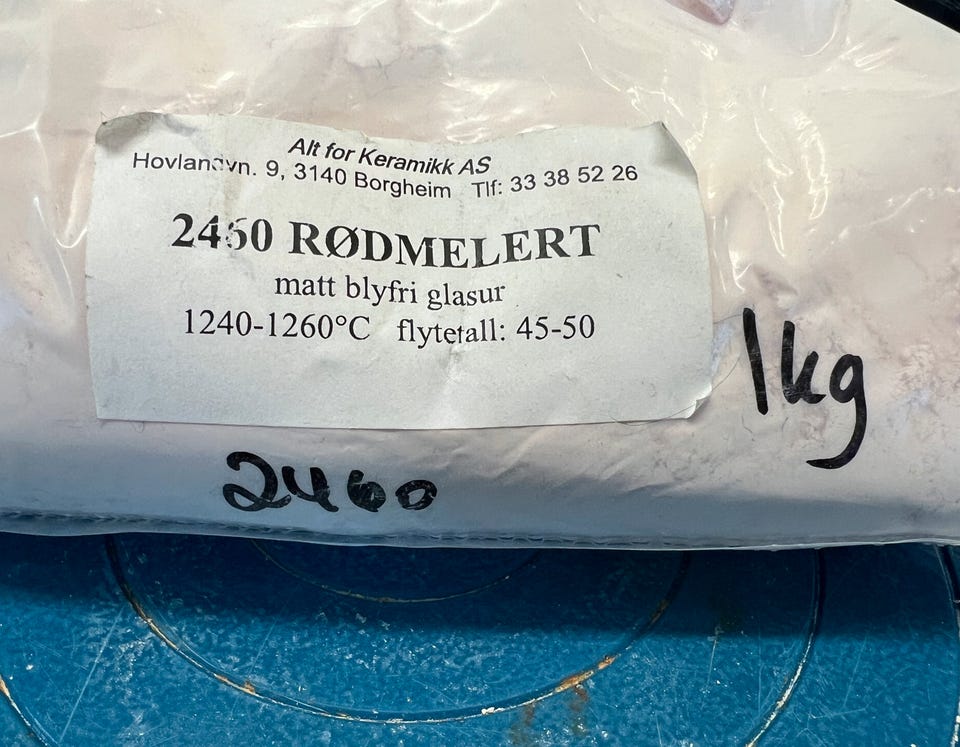 Alt for Keramikk AS
Hovlandvn. 9, 3140 Borgheim Tlf: 33 38 52 26
2460 RØDMELERT
matt blyfri glasur
1240-1260°C flytetall: 45-50
1kg
2460